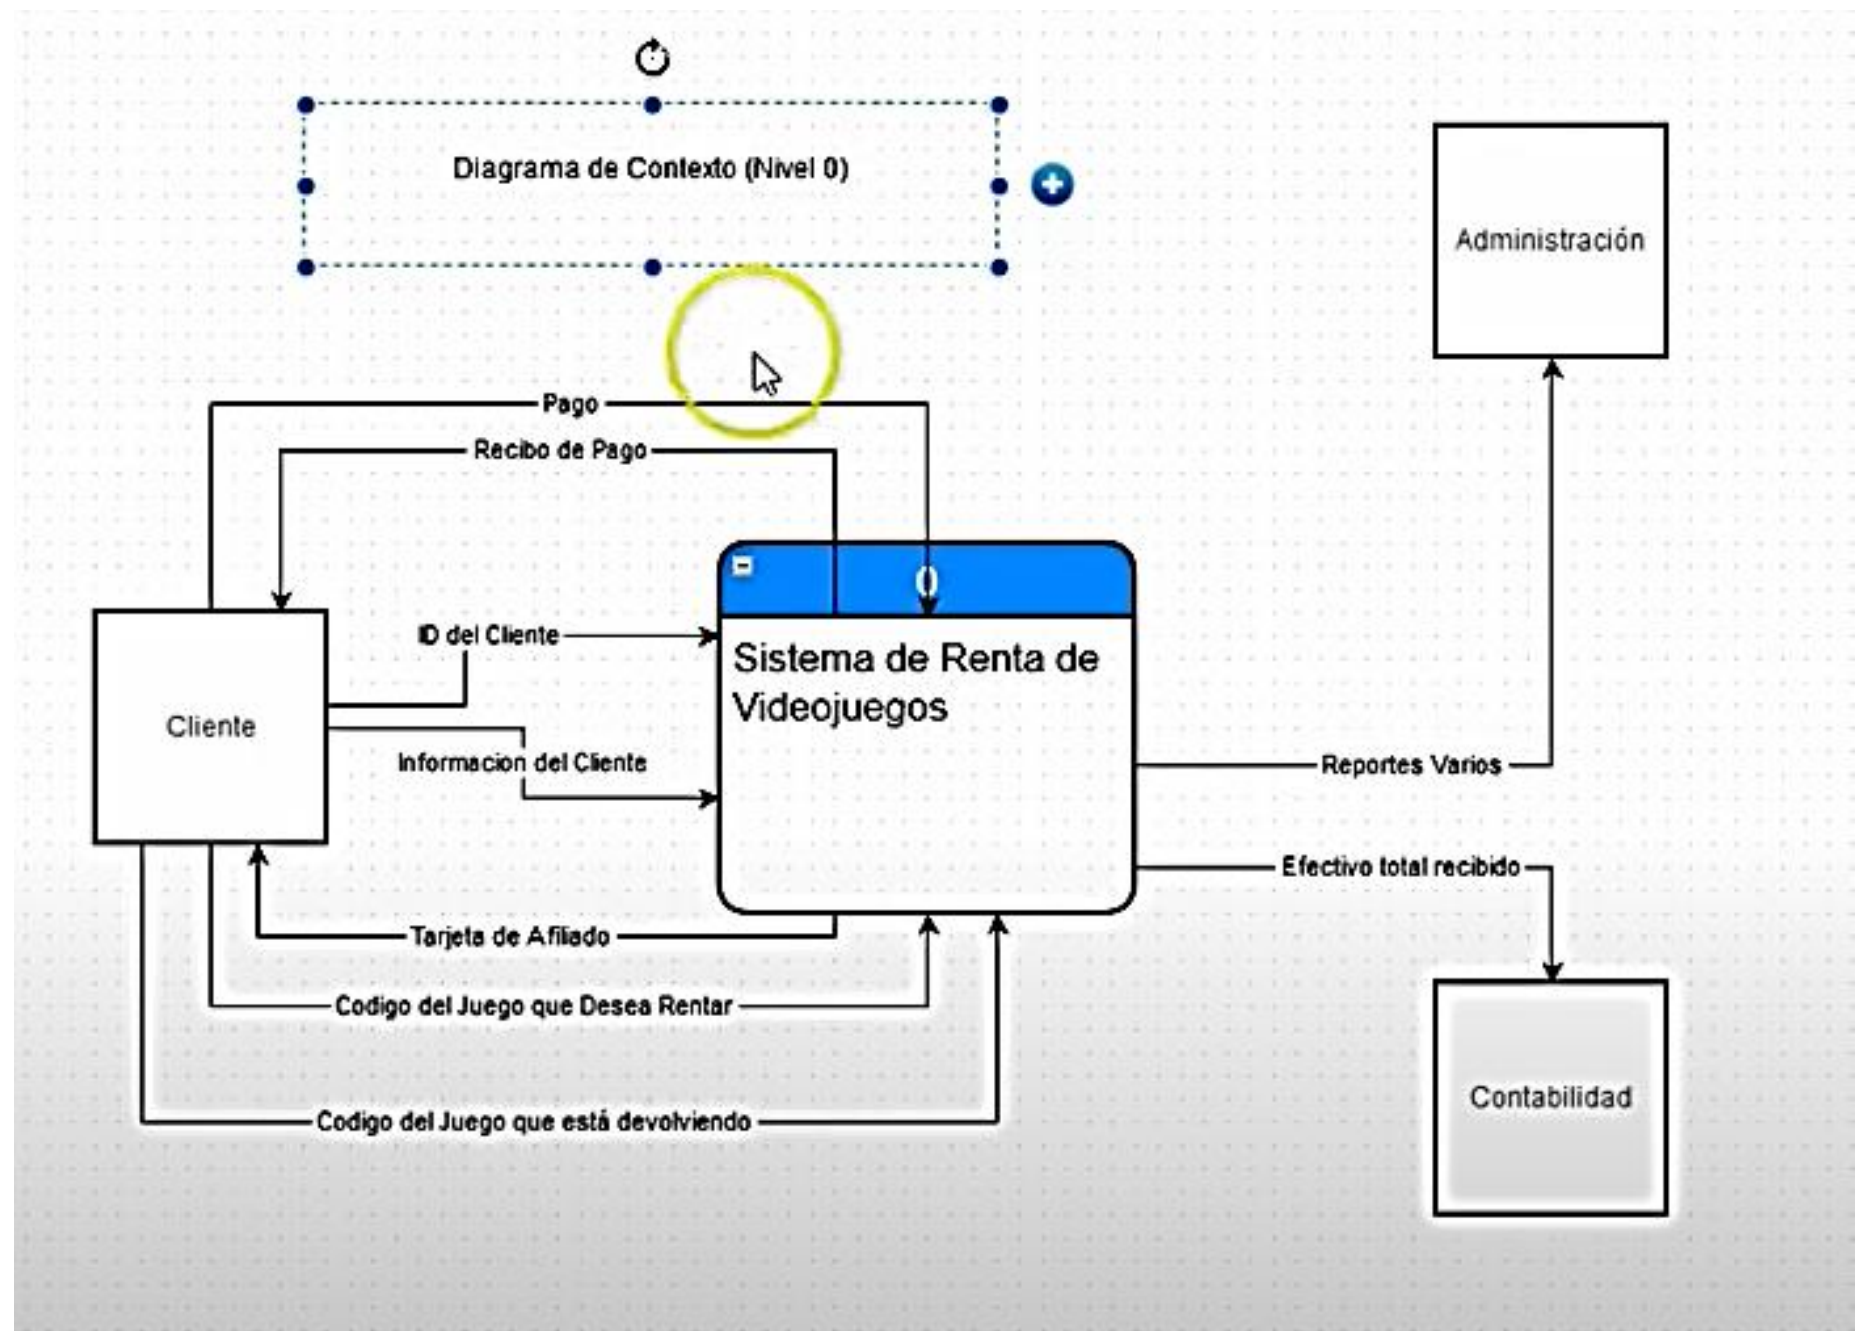 Diagrama de Contexto (Nivel 0)
Administración
Pago
Recibo de Pago
0
ID del Cliente
Sistema de Renta de
Videojuegos
Cliente
Informacion del Cliente
Reportes Varios
Efectivo total recibido
Tarjeta de Afiliado
Codigo del Juego que Desea Rentar
Contabilidad
Codigo del Juego que está devolviendo